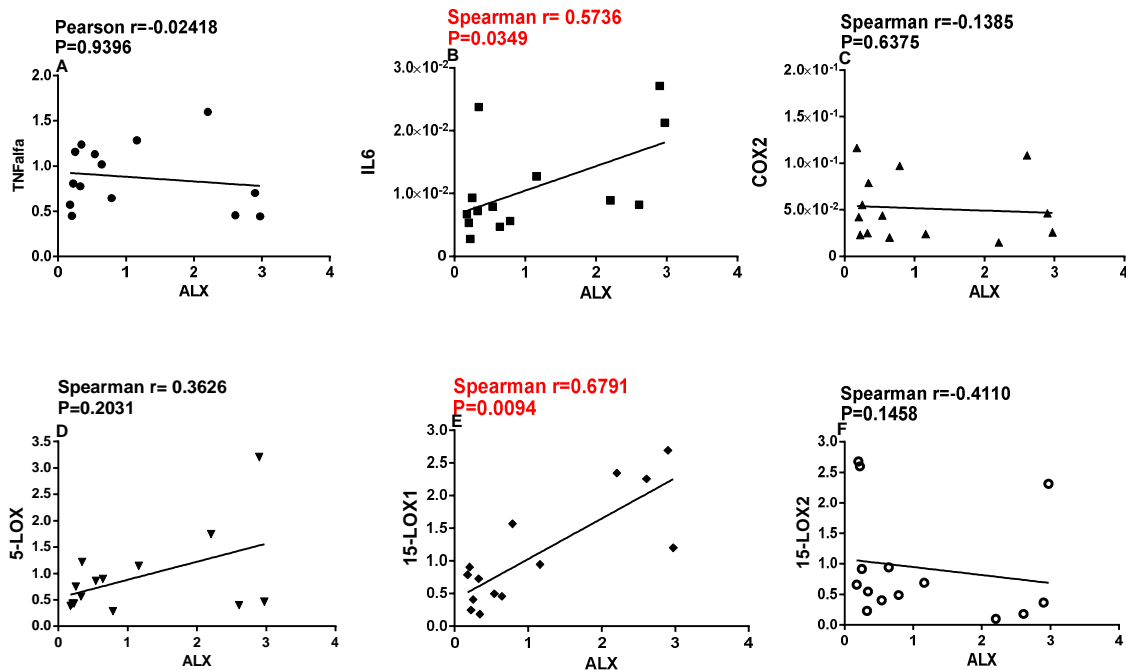 Pearson r=-0.02418
P=0.9396
A
2.0
1.5
1.0
0.5
0.0
0 1 2 3 4
TNFalfa
ALX
Spearman r= 0.5736
P=0.0349
B
3.0×10-2
2.0×10-2
1.0×10-2
0
0 1 2 3 4
IL6
ALX
Spearman r=-0.1385
P=0.6375
C
2.0×10-1
1.5×10-1
1.0×10-1
5.0×10-2
0
0 1 2 3 4
COX2
ALX
Spearman r= 0.3626
P=0.2031
D
3.5
3.0
2.5
2.0
1.5
1.0
0.5
0.0
0 1 2 3 4
5-LOX
ALX
Spearman r=0.6791
P=0.0094
E
3.0
2.5
2.0
1.5
1.0
0.5
0.0
0 1 2 3 4
15-LOX1
ALX
Spearman r=-0.4110
P=0.1458
F
3.0
2.5
2.0
1.5
1.0
0.5
0.0
0 1 2 3 4
15-LOX2
ALX